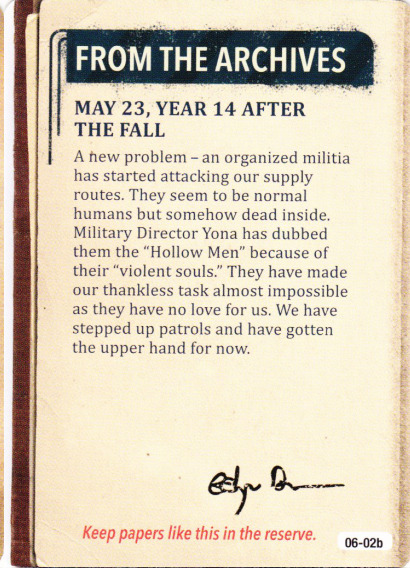 FROM THE ARCHIVES
MAY 23, YEAR 14 AFTER
THE FALL
A new problem – an organized militia
has started attacking our supply
routes. They seem to be normal
humans but somehow dead inside.
Military Director Yona has dubbed
them the “Hollow Men” because of
their “violent souls.” They have made
our thankless task almost impossible
as they have no love for us. We have
stepped up patrols and have gotten
the upper hand for now.
Keep papers like this in the reserve.
06-02b